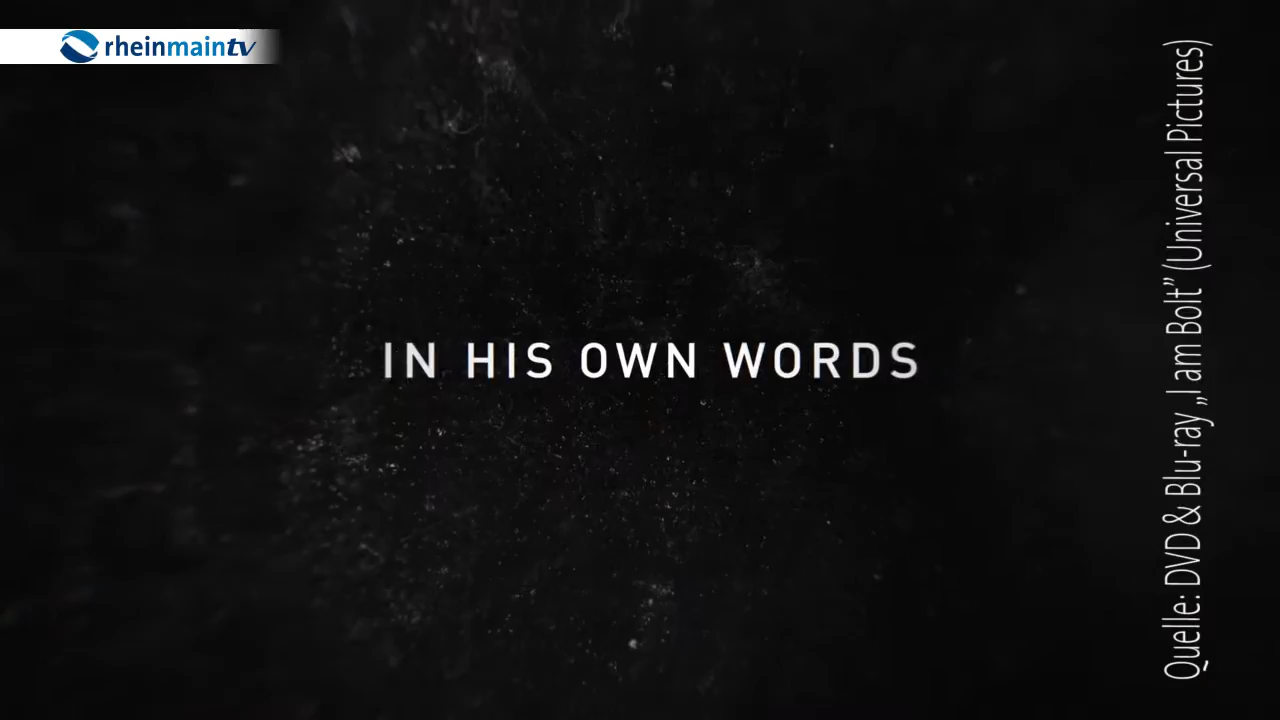 rheinmaintv
IN HIS OWN WORDS
Quelle: DVD & Blu-ray „I am Bolt” (Universal Pictures)